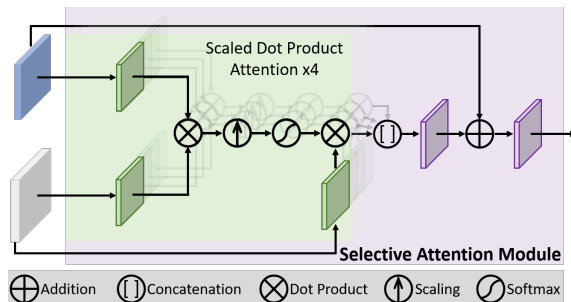 Scaled Dot Product
Attention x4
[ ]
Selective Attention Module
Addition [ ] Concatenation Dot Product Scaling Softmax